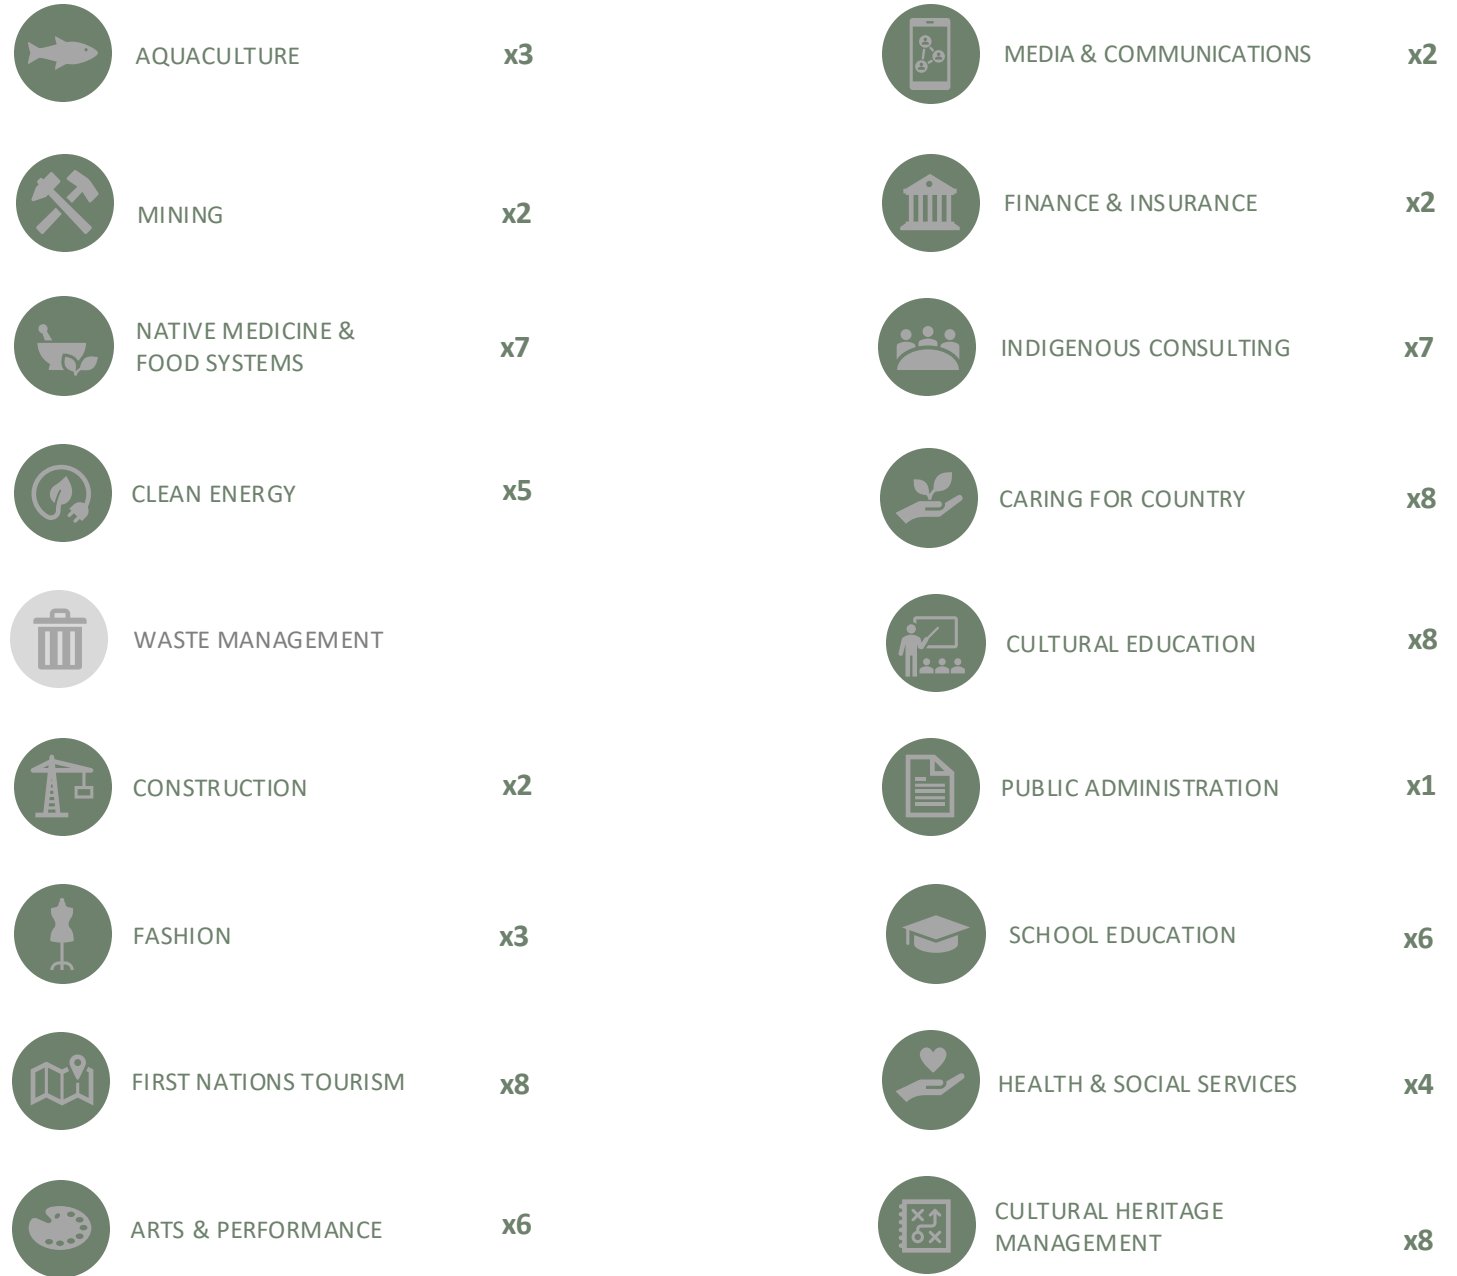 AQUACULTURE x3
MINING x2
NATIVE MEDICINE &
FOOD SYSTEMS x7
CLEAN ENERGY x5
WASTE MANAGEMENT
CONSTRUCTION x2
FASHION x3
FIRST NATIONS TOURISM x8
ARTS & PERFORMANCE x6
MEDIA & COMMUNICATIONS x2
FINANCE & INSURANCE x2
INDIGENOUS CONSULTING x7
CARING FOR COUNTRY x8
CULTURAL EDUCATION x8
PUBLIC ADMINISTRATION x1
SCHOOL EDUCATION x6
HEALTH & SOCIAL SERVICES x4
CULTURAL HERITAGE
MANAGEMENT x8